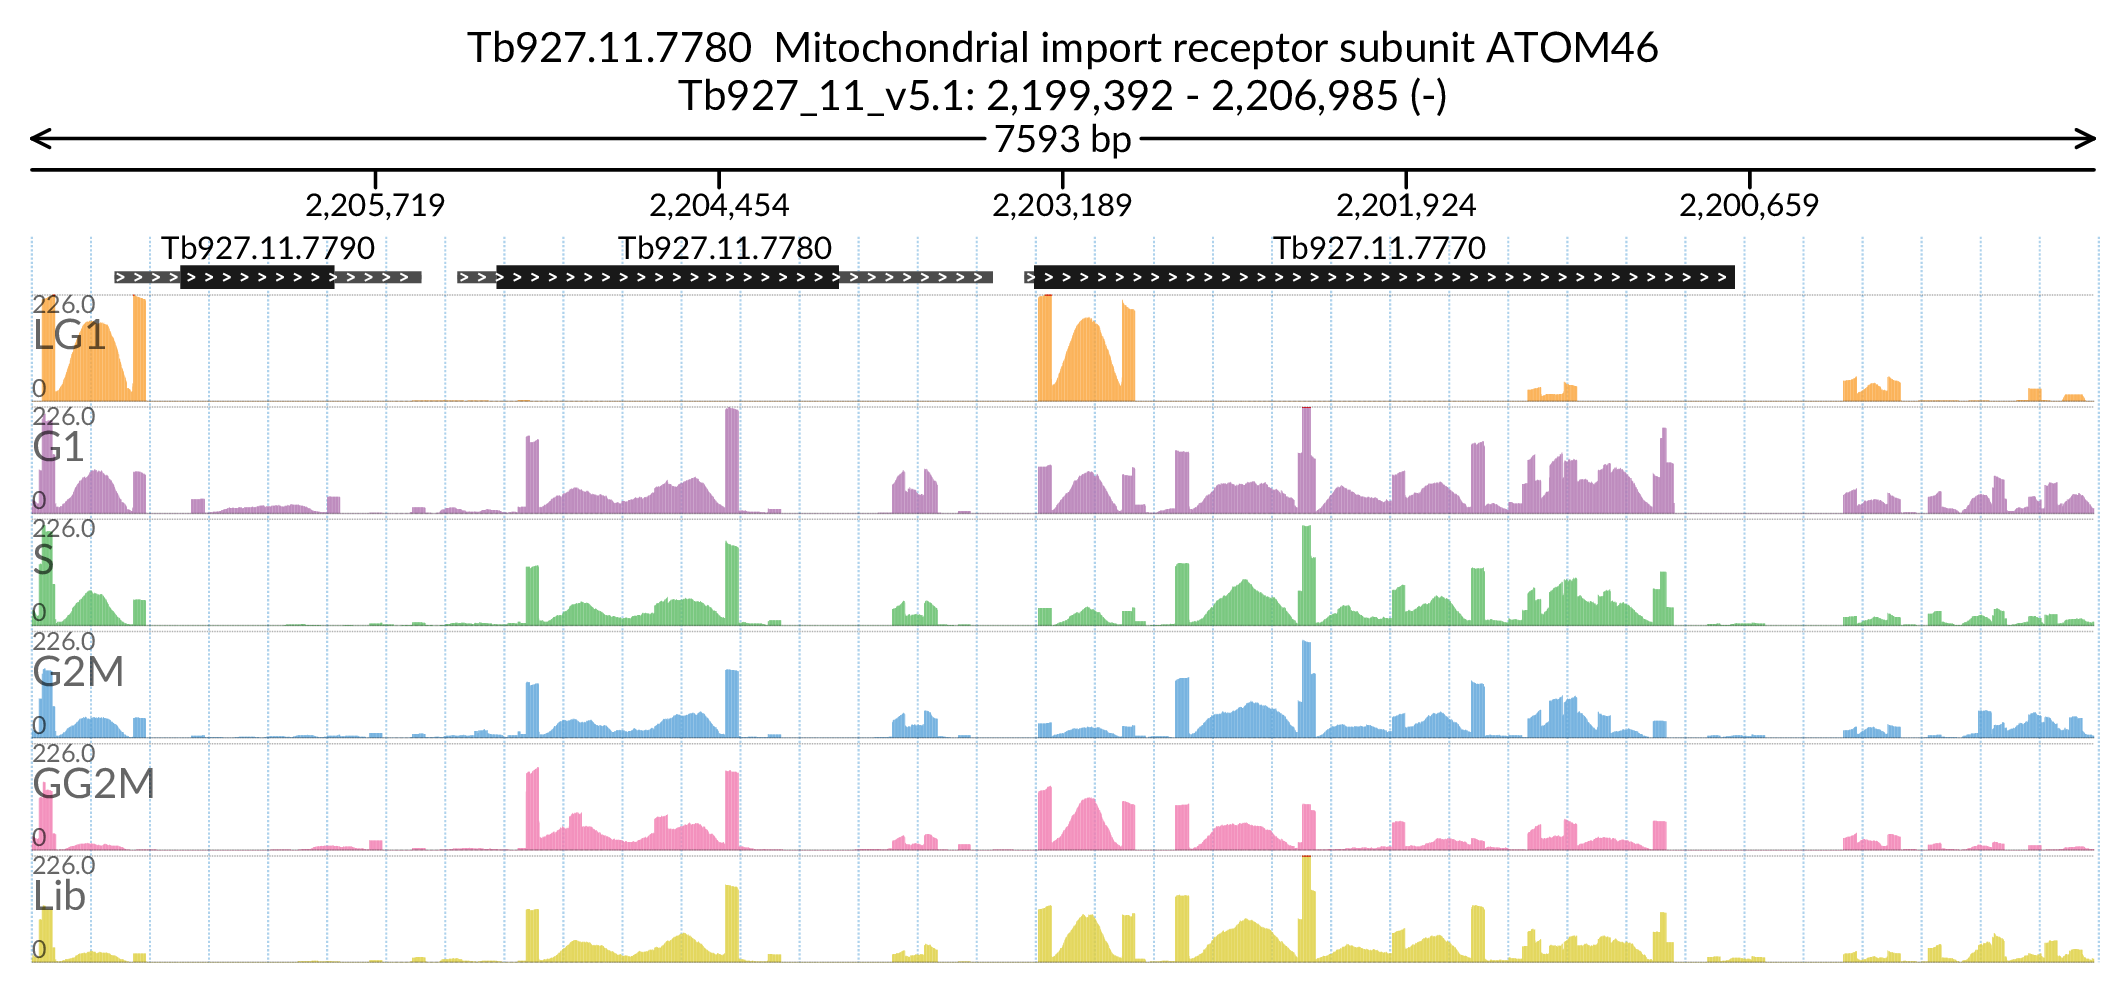 Tb927.11.7780  Mitochondrial import receptor subunit ATOM46
Tb927_11_v5.1: 2,199,392 - 2,206,985 (-)
7593 bp
2,205,719 2,204,454 2,203,189 2,201,924 2,200,659
Tb927.11.7790 Tb927.11.7780 Tb927.11.7770
226.0
LG1
0
226.0
G1
0
226.0
S
0
226.0
G2M
0
226.0
GG2M
0
226.0
Lib
0